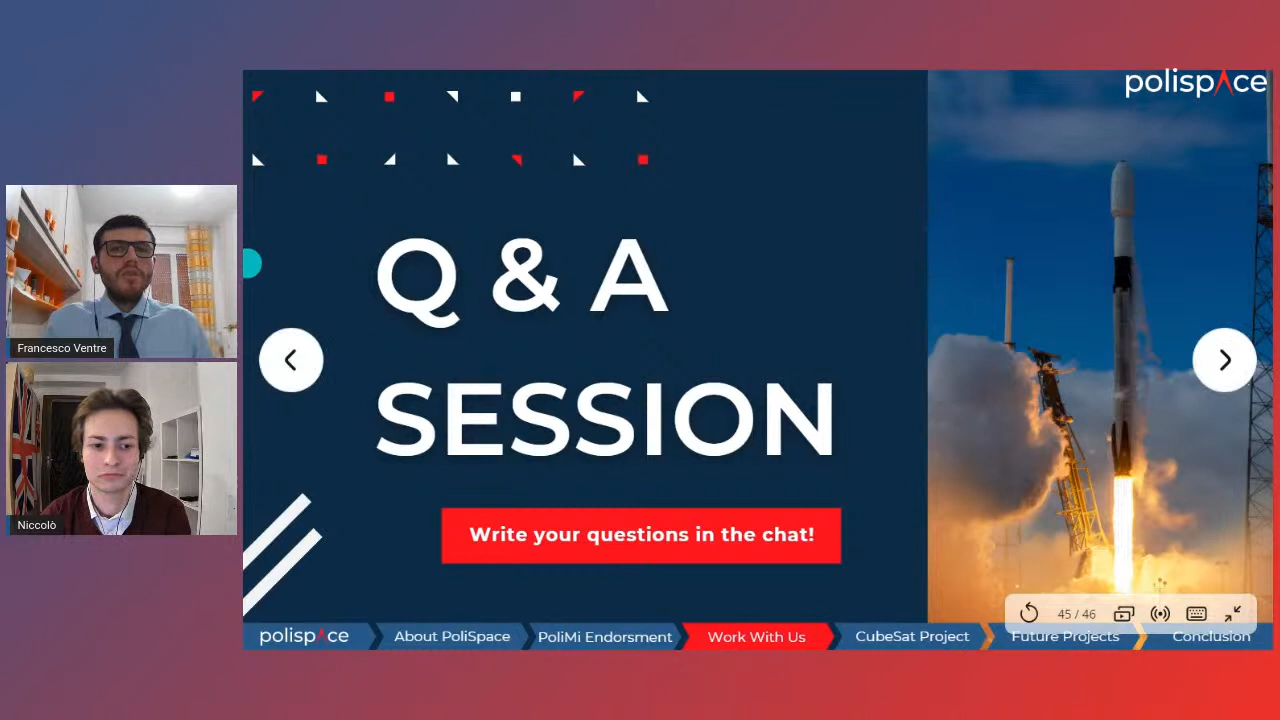 polispace
Francesco Ventre
Niccolò
Q & A
SESSION
Write your questions in the chat!
45 / 46
polispace
About PoliSpace
PoliMi Endorsment
Work With Us
CubeSat Project
Future Projects
Conclusion